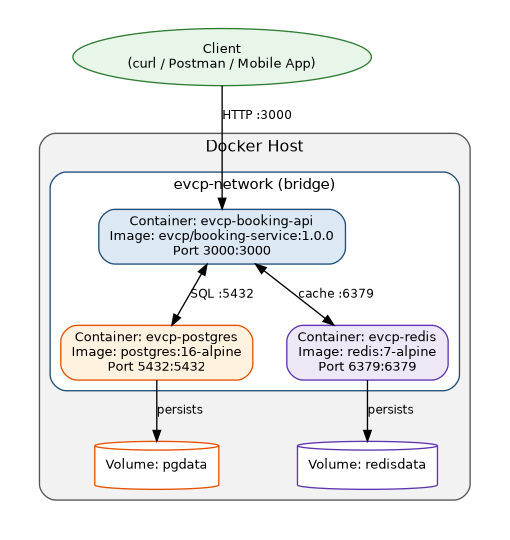 Client
(curl / Postman / Mobile App)
HTTP :3000
Docker Host
evcp-network (bridge)
Container: evcp-booking-api
Image: evcp/booking-service:1.0.0
Port 3000:3000
SQL :5432
cache :6379
Container: evcp-postgres
Image: postgres:16-alpine
Port 5432:5432
Container: evcp-redis
Image: redis:7-alpine
Port 6379:6379
persists
persists
Volume: pgdata
Volume: redisdata